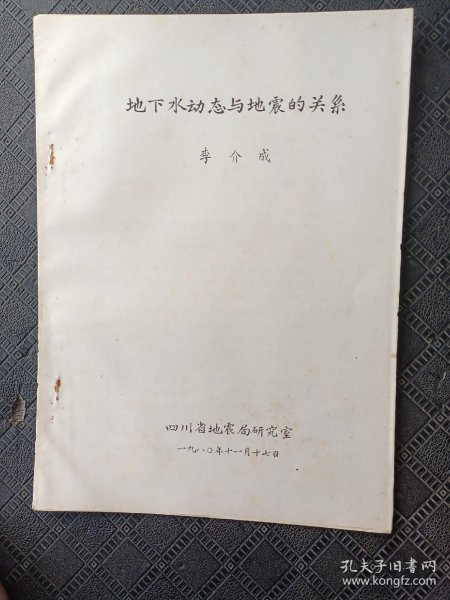 地下水动态与地震的关系
李介成
四川省地震局研究室
一九八〇年十一月十七日
孔夫子旧书网
www.kongfz.com